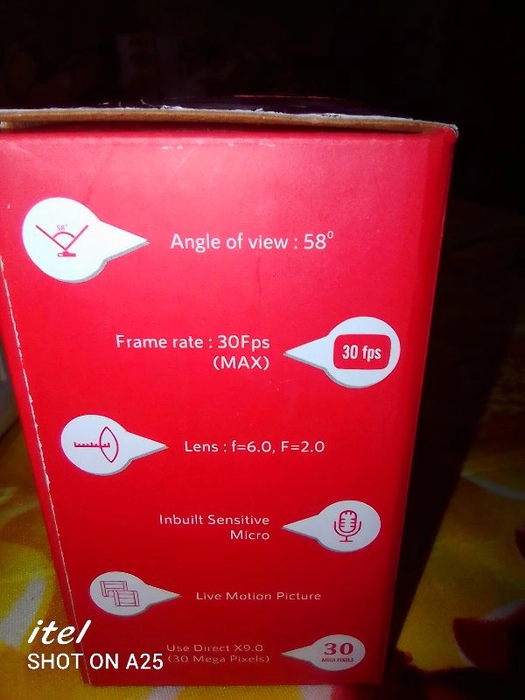 58°
Angle of view : 58⁰
Frame rate : 30Fps
(MAX)
30 fps
Lens : f=6.0, F=2.0
Inbuilt Sensitive
Micro
Live Motion Picture
Use Direct X9.0
(30 Mega Pixels)
30
MEGA PIXELS
itel
SHOT ON A25